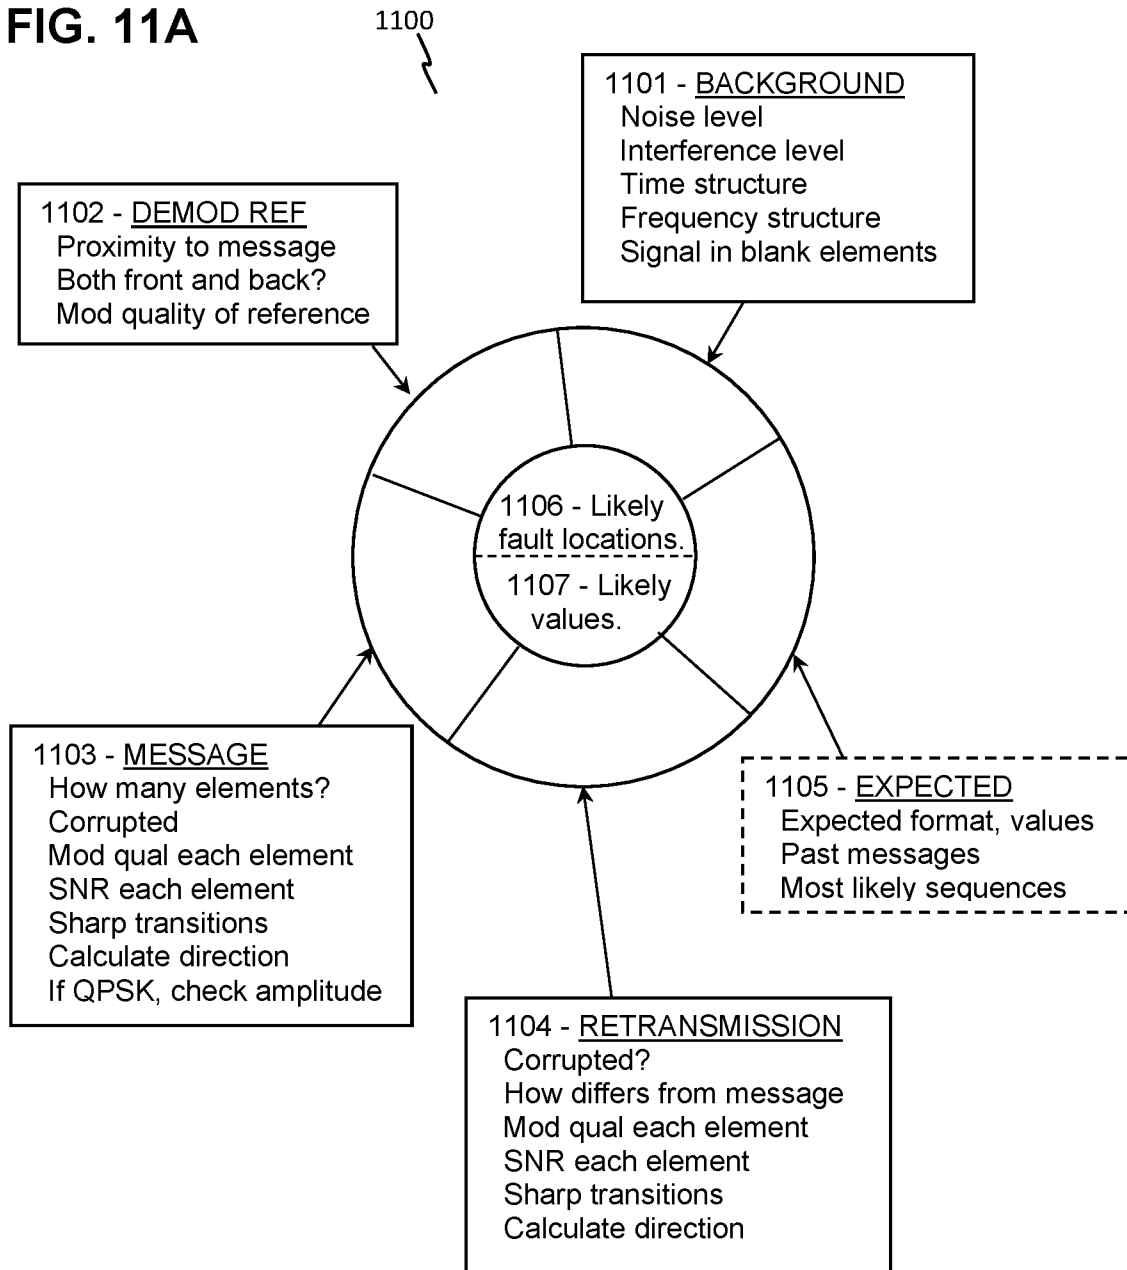 FIG. 11A
1100
1101 - BACKGROUND
Noise level
Interference level
Time structure
Frequency structure
Signal in blank elements
1102 - DEMOD REF
Proximity to message
Both front and back?
Mod quality of reference
1106 - Likely
fault locations.
1107 - Likely
values.
1103 - MESSAGE
How many elements?
Corrupted
Mod qual each element
SNR each element
Sharp transitions
Calculate direction
If QPSK, check amplitude
1105 - EXPECTED
Expected format, values
Past messages
Most likely sequences
1104 - RETRANSMISSION
Corrupted?
How differs from message
Mod qual each element
SNR each element
Sharp transitions
Calculate direction